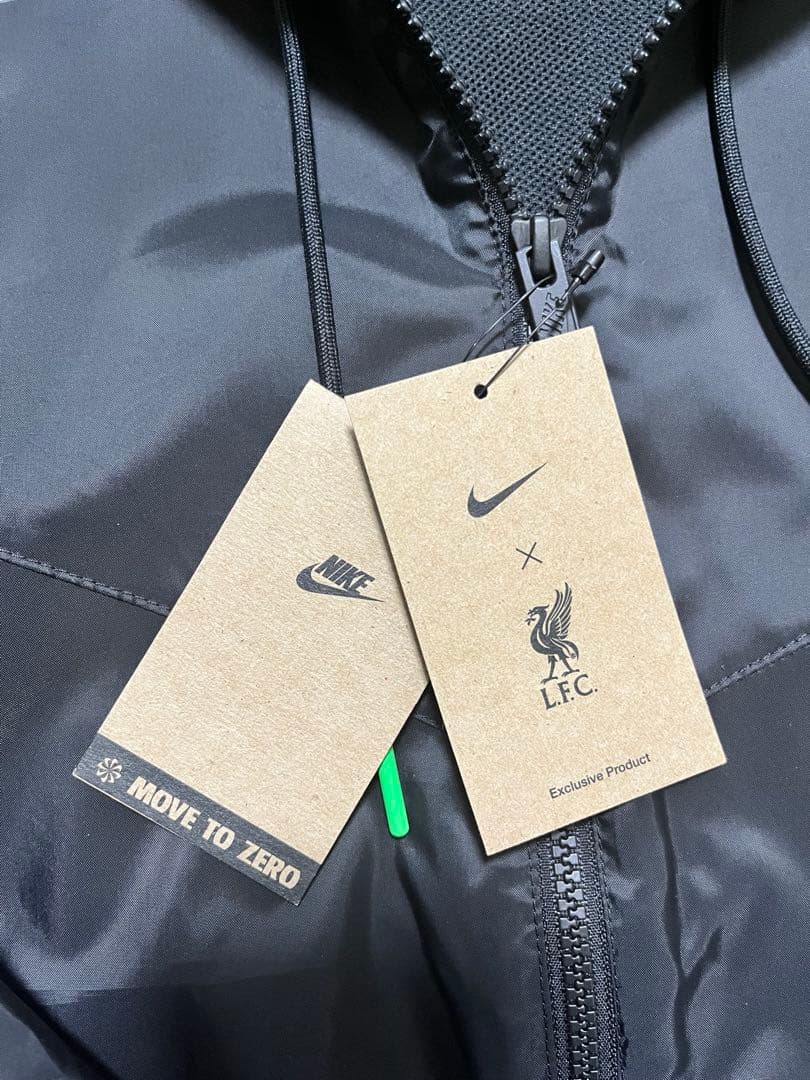 NIKE
MOVE TO ZERO
L.F.C.
Exclusive Product